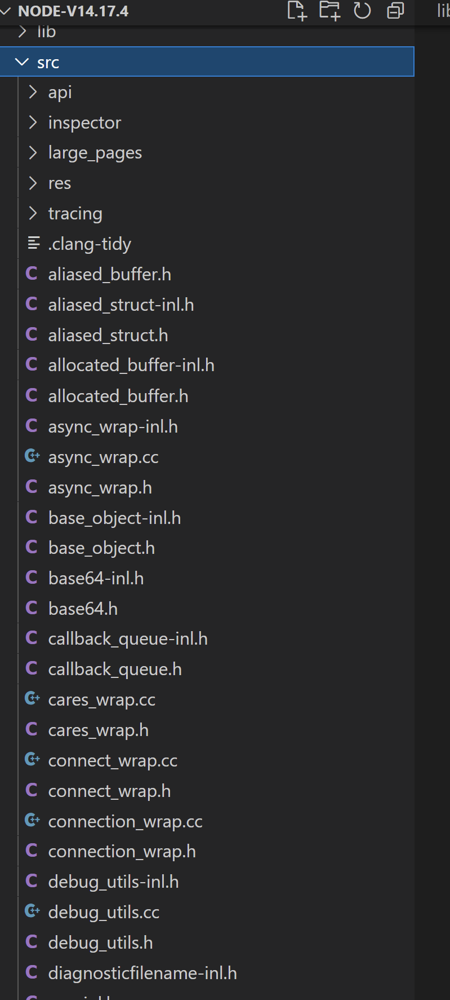 NODE-V14.17.4
lib
src
api
inspector
large_pages
res
tracing
.clang-tidy
aliased_buffer.h
aliased_struct-inl.h
aliased_struct.h
allocated_buffer-inl.h
allocated_buffer.h
async_wrap-inl.h
async_wrap.cc
async_wrap.h
base_object-inl.h
base_object.h
base64-inl.h
base64.h
callback_queue-inl.h
callback_queue.h
cares_wrap.cc
cares_wrap.h
connect_wrap.cc
connect_wrap.h
connection_wrap.cc
connection_wrap.h
debug_utils-inl.h
debug_utils.cc
debug_utils.h
diagnosticfilename-inl.h